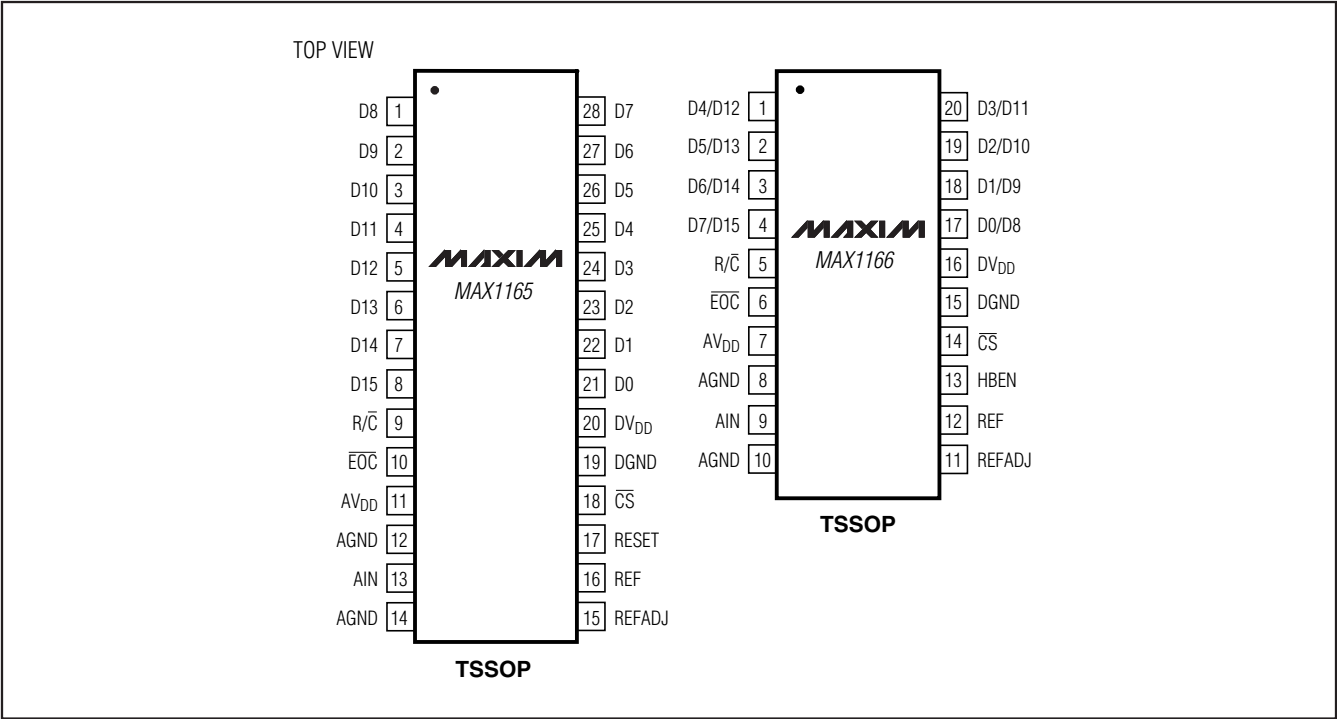 TOP VIEW
D8 1
D9 2
D10 3
D11 4
D12 5
D13 6
D14 7
D15 8
R/C̅ 9
E̅O̅C̅ 10
AVDD 11
AGND 12
AIN 13
AGND 14
MAXIM
MAX1165
28 D7
27 D6
26 D5
25 D4
24 D3
23 D2
22 D1
21 D0
20 DVDD
19 DGND
18 C̅S̅
17 RESET
16 REF
15 REFADJ
TSSOP
D4/D12 1
D5/D13 2
D6/D14 3
D7/D15 4
R/C̅ 5
E̅O̅C̅ 6
AVDD 7
AGND 8
AIN 9
AGND 10
MAXIM
MAX1166
20 D3/D11
19 D2/D10
18 D1/D9
17 D0/D8
16 DVDD
15 DGND
14 C̅S̅
13 HBEN
12 REF
11 REFADJ
TSSOP